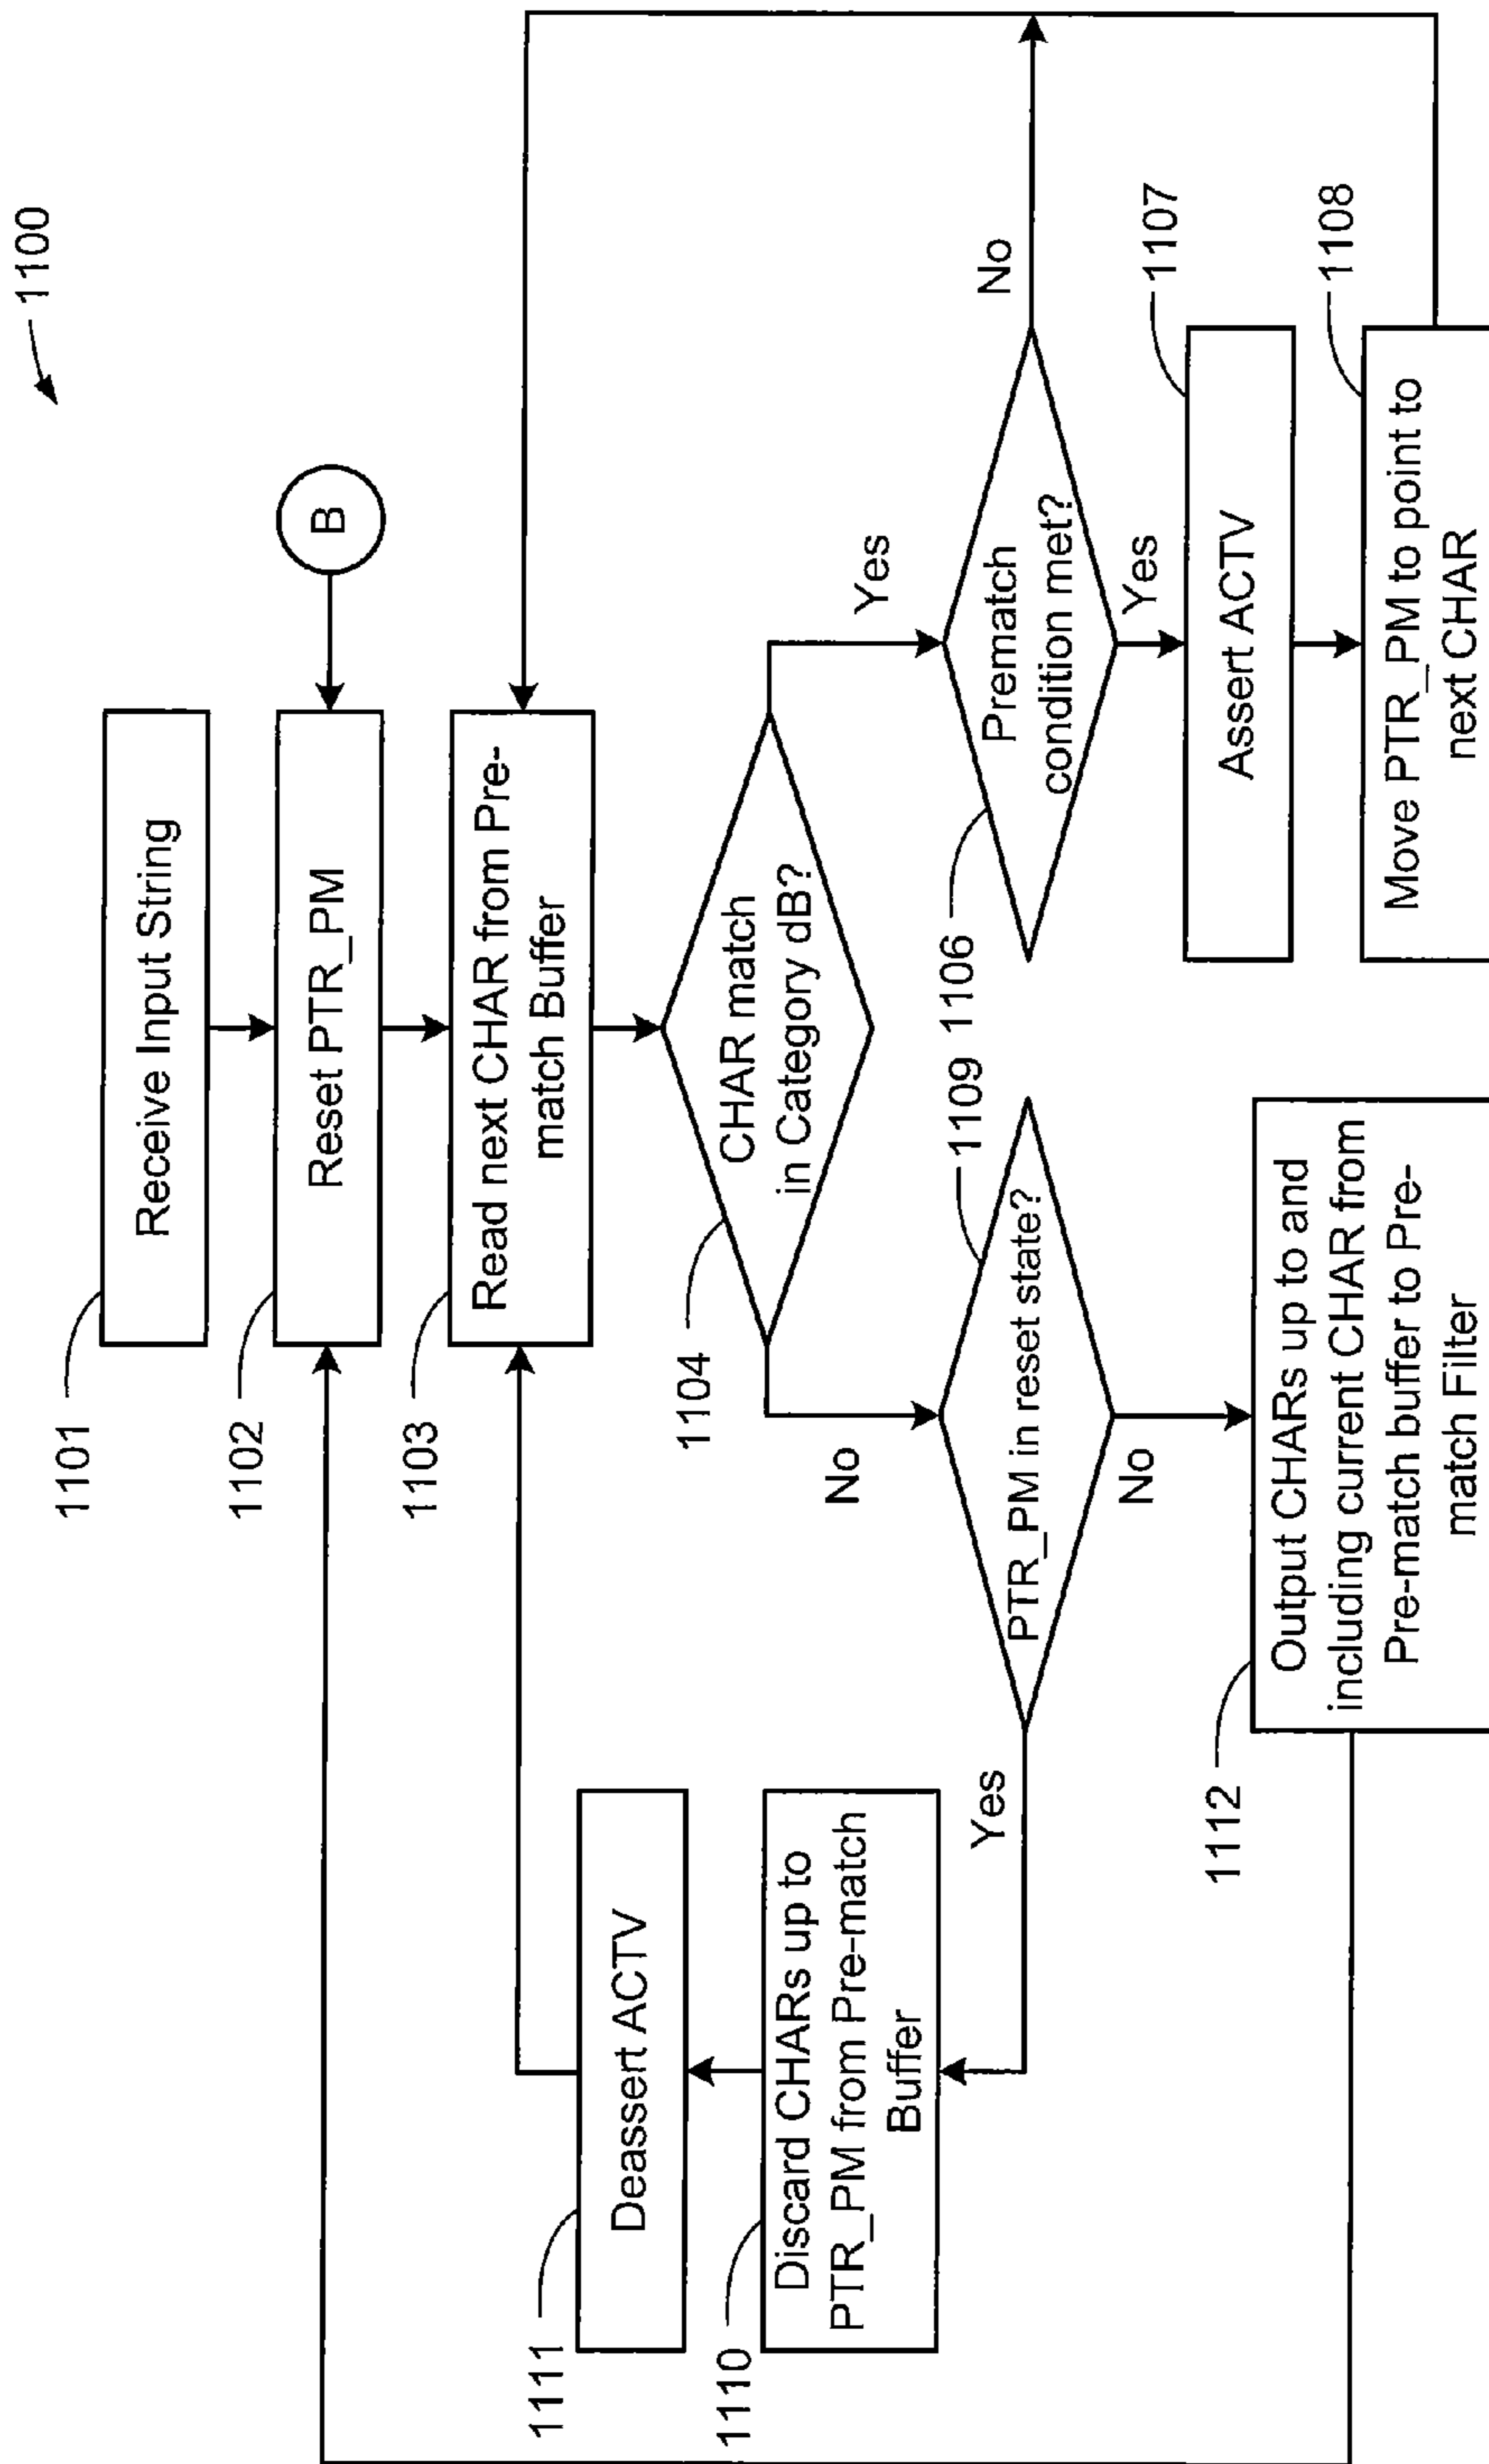 1100
1101
Receive Input String
B
1102
Reset PTR_PM
1103
Read next CHAR from Pre-
match Buffer
1104
CHAR match
in Category dB?
No
Yes
1109
PTR_PM in reset state?
1106
Prematch
condition met?
No
Yes
No
Yes
1111
Deassert ACTV
1110
Discard CHARs up to
PTR_PM from Pre-match
Buffer
1107
Assert ACTV
1112
Output CHARs up to and
including current CHAR from
Pre-match buffer to Pre-
match Filter
1108
Move PTR_PM to point to
next CHAR